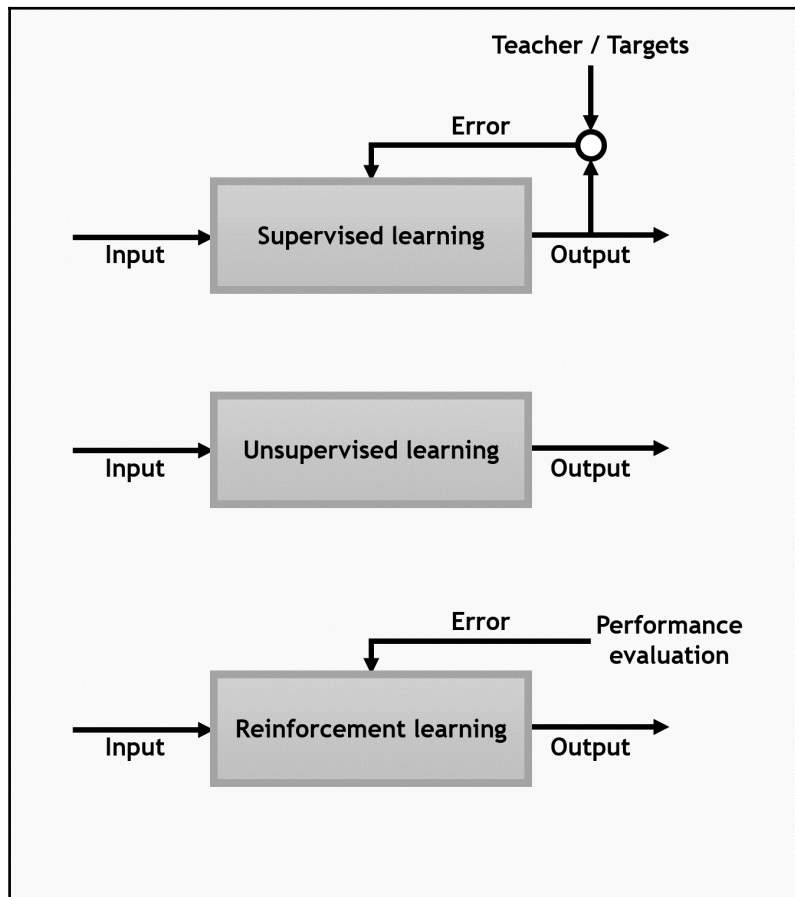 Teacher / Targets
Error
Supervised learning
Input
Output
Unsupervised learning
Input
Output
Error
Performance
evaluation
Reinforcement learning
Input
Output